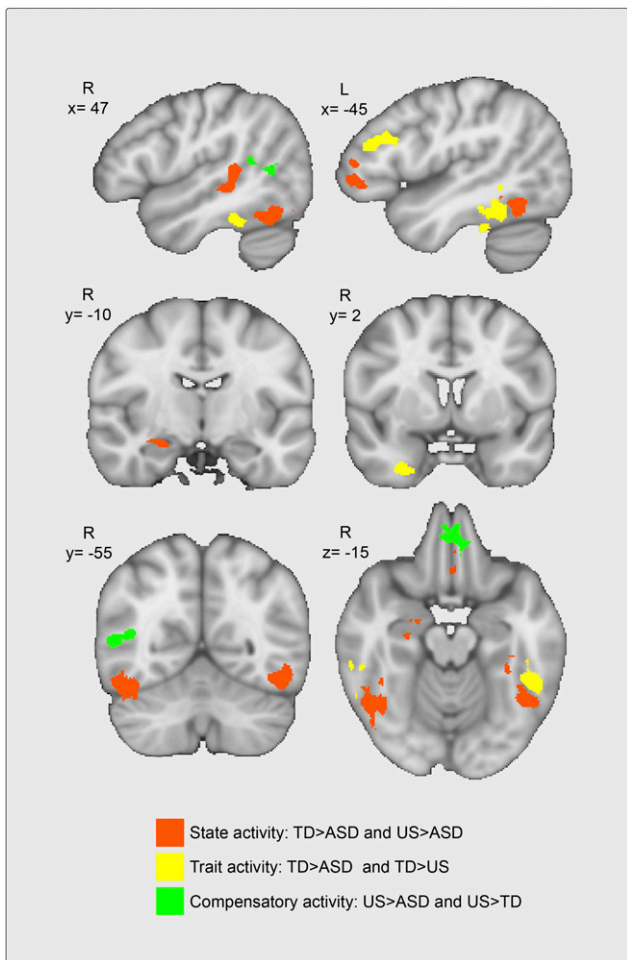 R
x= 47
L
x= -45
R
y= -10
R
y= 2
R
y= -55
R
z= -15
State activity: TD>ASD and US>ASD
Trait activity: TD>ASD  and TD>US
Compensatory activity: US>ASD and US>TD